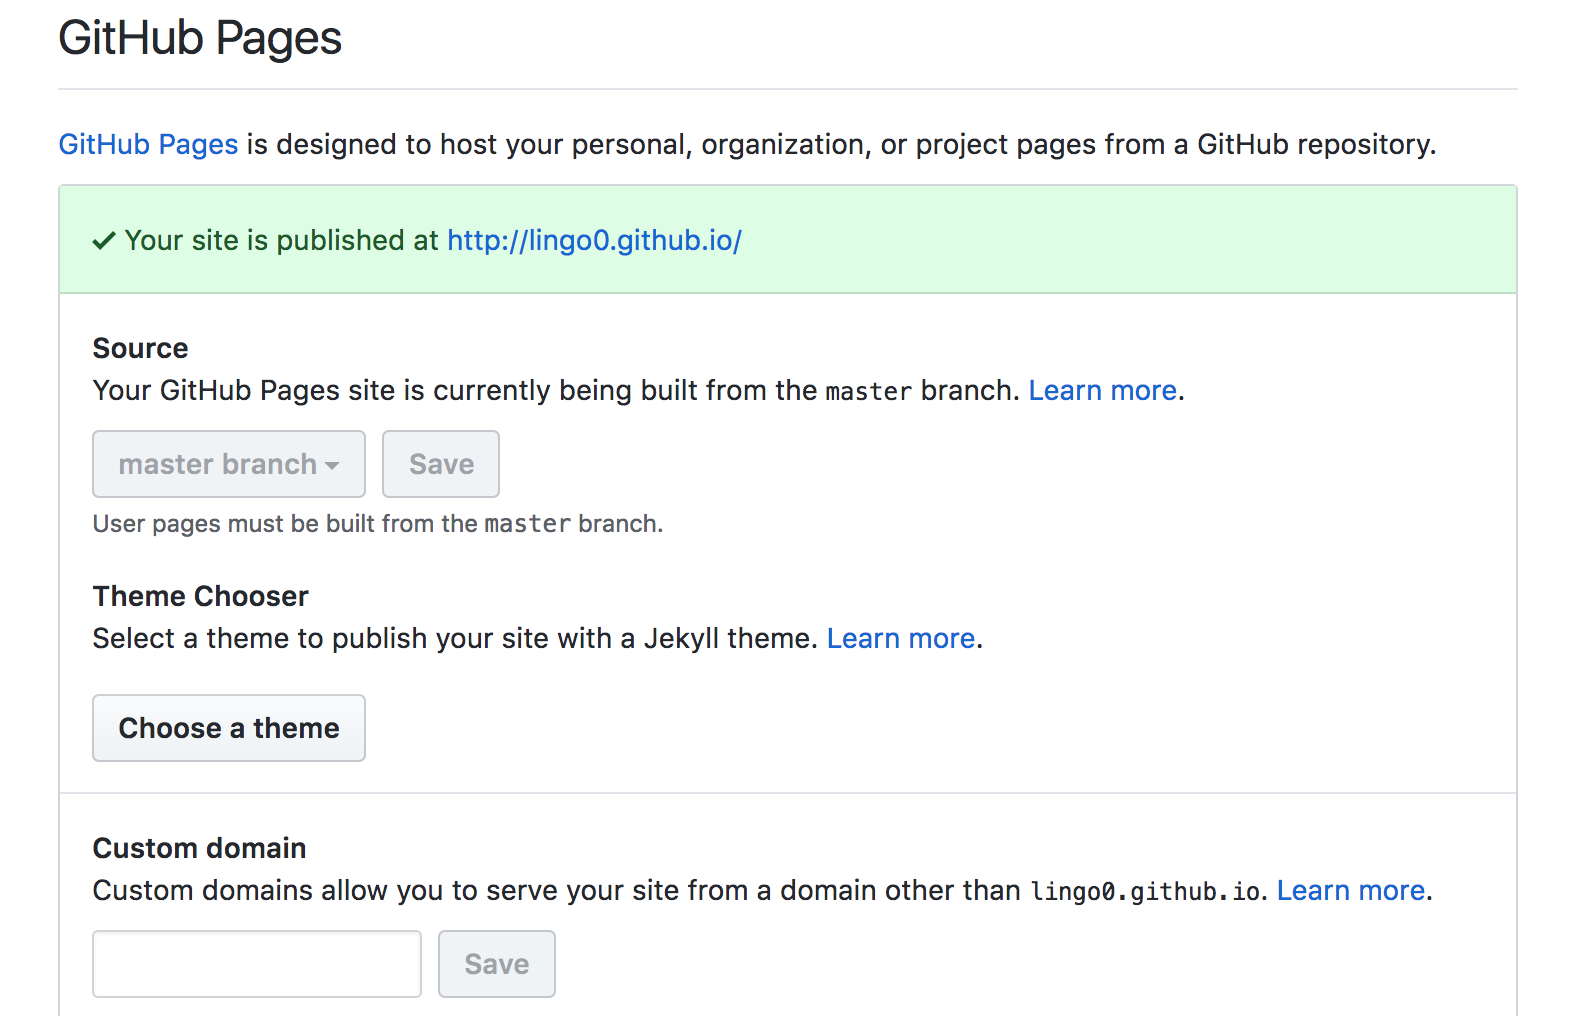 GitHub Pages
GitHub Pages is designed to host your personal, organization, or project pages from a GitHub repository.
Your site is published at http://lingo0.github.io/
Source
Your GitHub Pages site is currently being built from the master branch. Learn more.
master branch Save
User pages must be built from the master branch.
Theme Chooser
Select a theme to publish your site with a Jekyll theme. Learn more.
Choose a theme
Custom domain
Custom domains allow you to serve your site from a domain other than lingo0.github.io. Learn more.
Save